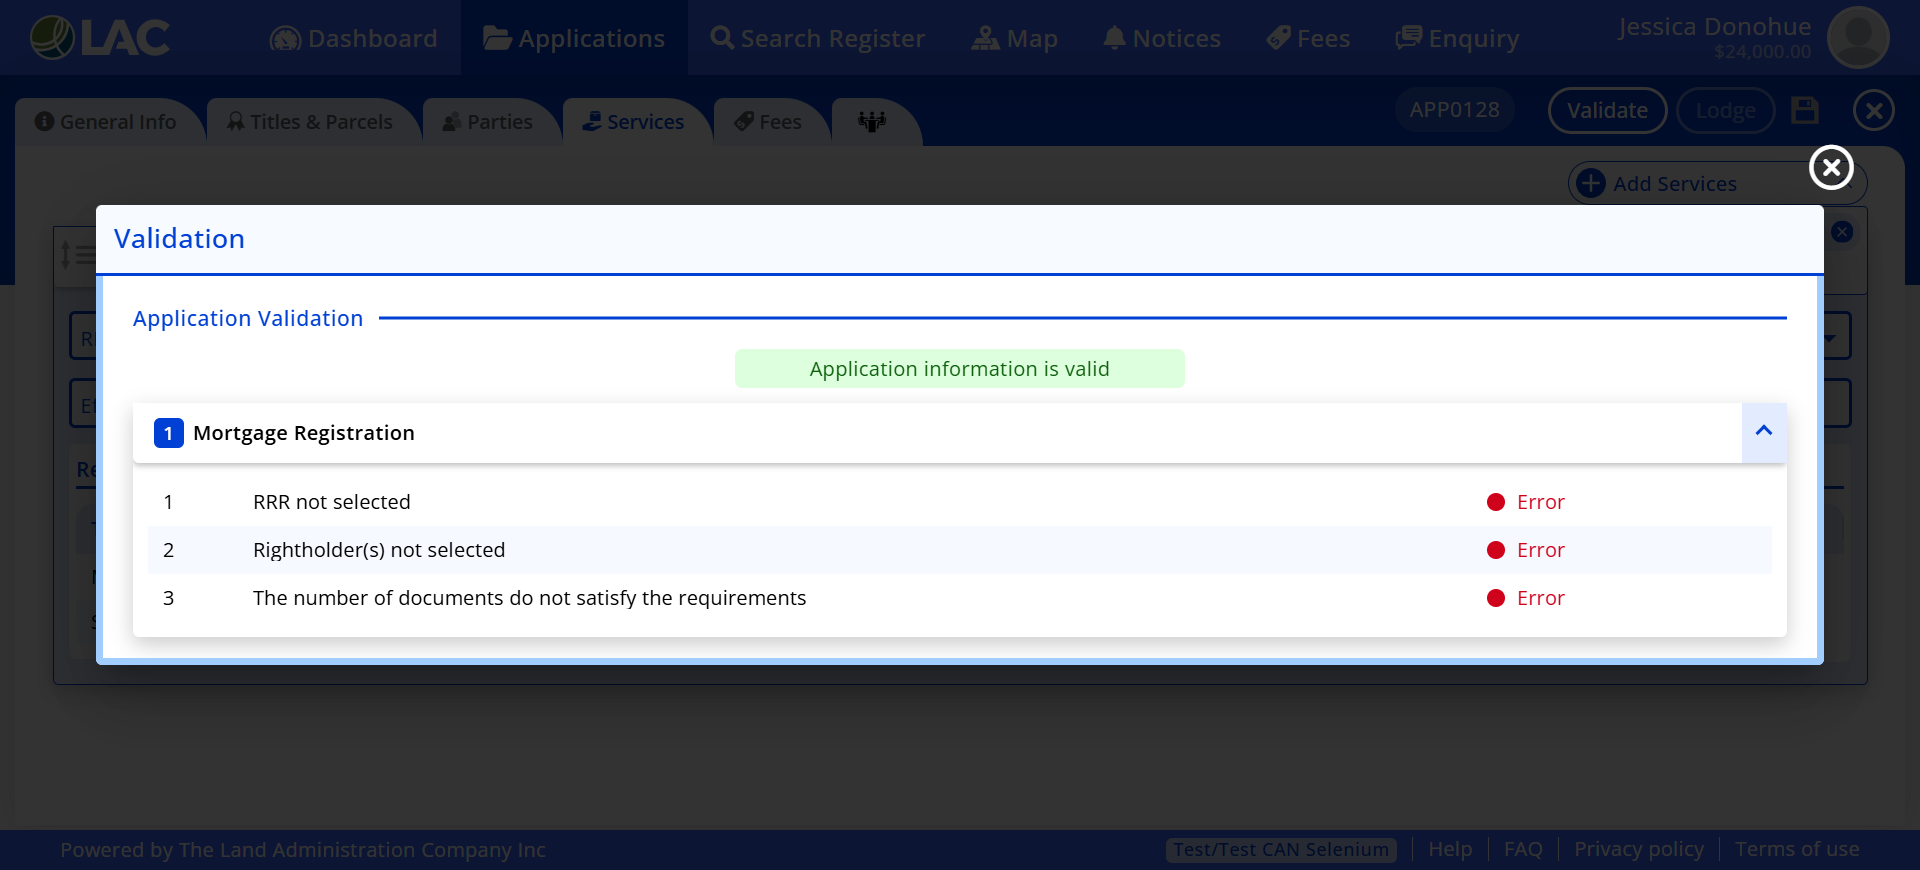 LAC
Dashboard
Applications
Search Register
Map
Notices
Fees
Enquiry
Jessica Donohue
$24,000.00
General Info
Titles & Parcels
Parties
Services
Fees
APP0128
Validate
Lodge
Add Services
Validation
Application Validation
Application information is valid
1 Mortgage Registration
1 RRR not selected Error
2 Rightholder(s) not selected Error
3 The number of documents do not satisfy the requirements Error
Powered by The Land Administration Company Inc
Test/Test CAN Selenium
Help
FAQ
Privacy policy
Terms of use